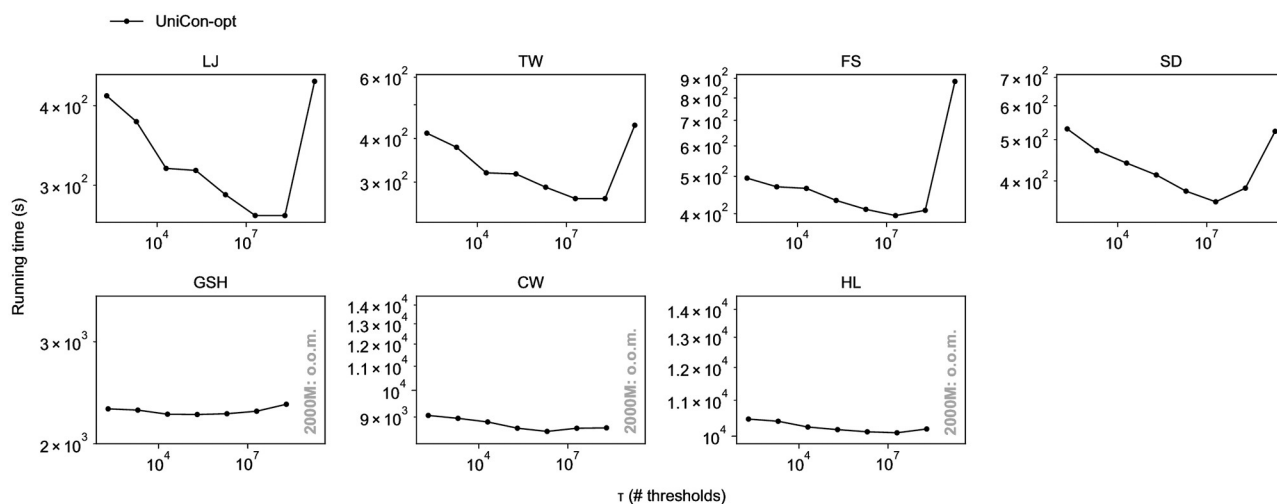 UniCon-opt
LJ
TW
FS
SD
4 × 10²
3 × 10²
10⁴
10⁷
6 × 10²
4 × 10²
3 × 10²
10⁴
10⁷
9 × 10²
8 × 10²
7 × 10²
6 × 10²
5 × 10²
4 × 10²
10⁴
10⁷
7 × 10²
6 × 10²
5 × 10²
4 × 10²
10⁴
10⁷
Running time (s)
GSH
CW
HL
3 × 10³
2 × 10³
2000M: o.o.m.
10⁴
10⁷
1.4 × 10⁴
1.3 × 10⁴
1.2 × 10⁴
10⁴
9 × 10³
2000M: o.o.m.
10⁴
10⁷
1.4 × 10⁴
1.3 × 10⁴
1.2 × 10⁴
1.1 × 10⁴
10⁴
2000M: o.o.m.
10⁴
10⁷
τ (# thresholds)